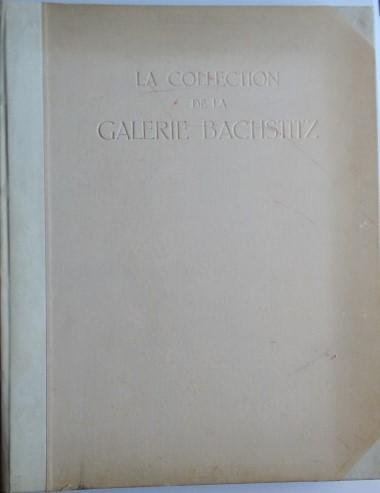 LA COLLECTION
DE LA
GALERIE BACHSTITZ